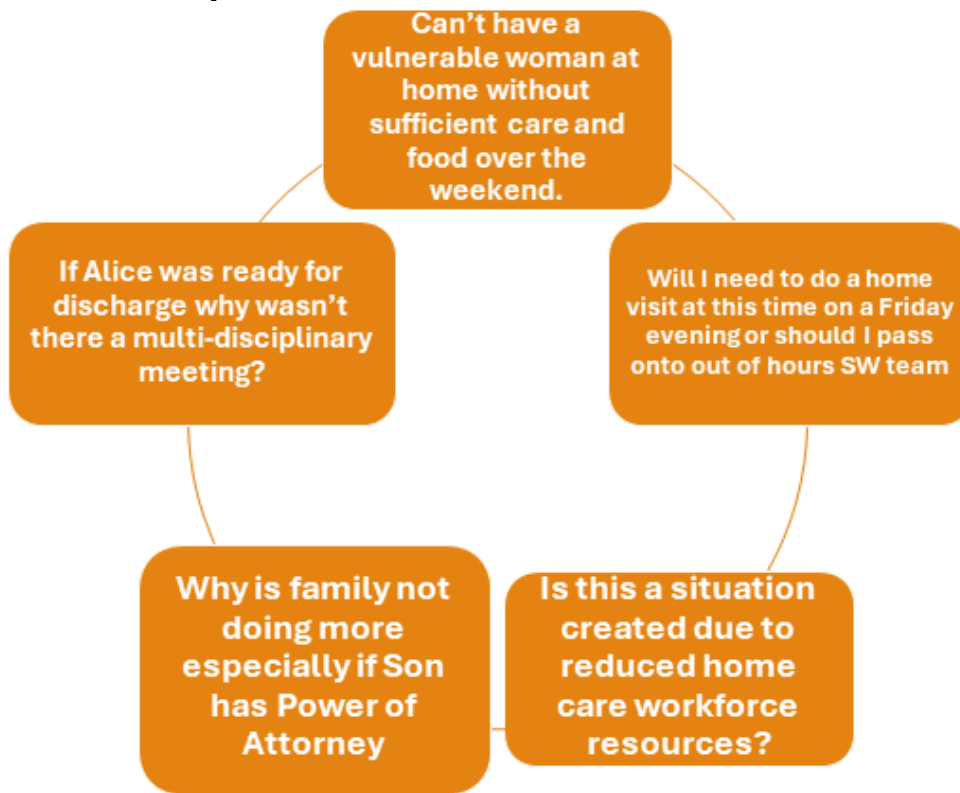 Can't have a
vulnerable woman at
home without
sufficient care and
food over the
weekend.
If Alice was ready for
discharge why wasn't
there a multi-disciplinary
meeting?
Will I need to do a home
visit at this time on a Friday
evening or should I pass
onto out of hours SW team
Why is family not
doing more
especially if Son
has Power of
Attorney
Is this a situation
created due to
reduced home
care workforce
resources?